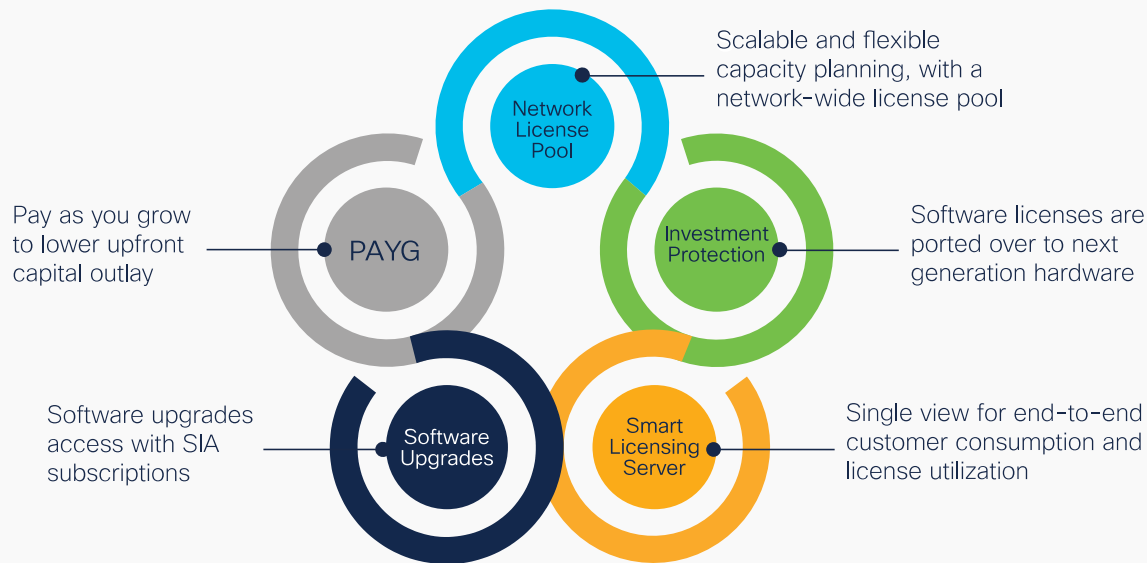 Scalable and flexible
capacity planning, with a
network-wide license pool
Network
License
Pool
Pay as you grow
to lower upfront
capital outlay
PAYG
Investment
Protection
Software licenses are
ported over to next
generation hardware
Software upgrades
access with SIA
subscriptions
Software
Upgrades
Smart
Licensing
Server
Single view for end-to-end
customer consumption and
license utilization